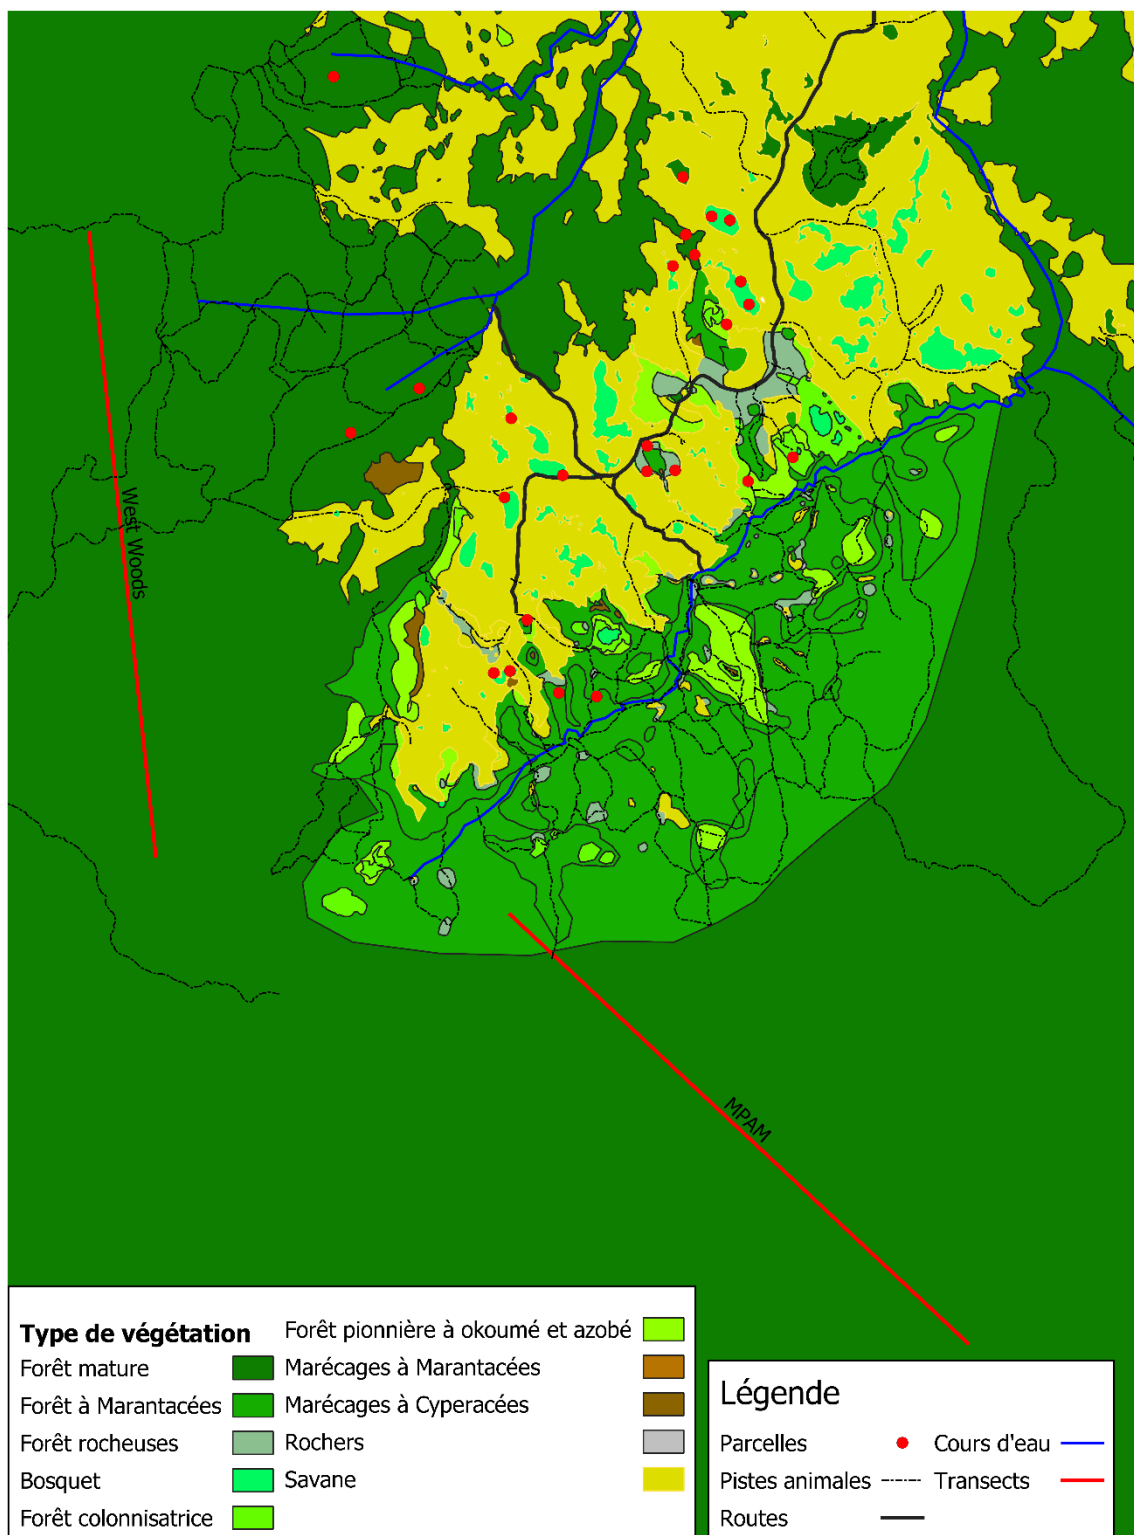 West Woods
MPAM
Type de végétation
Forêt mature
Forêt à Marantacées
Forêt rocheuses
Bosquet
Forêt colonnisatrice
Forêt pionnière à okoumé et azobé
Marécages à Marantacées
Marécages à Cyperacées
Rochers
Savane
Légende
Parcelles
Cours d'eau
Pistes animales
Transects
Routes